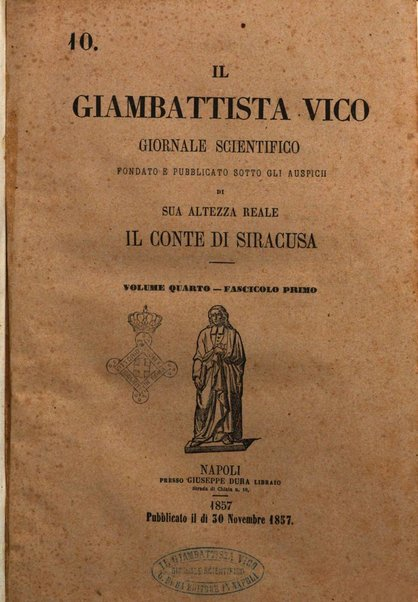 10.
IL
GIAMBATTISTA VICO
GIORNALE SCIENTIFICO
FONDATO E PUBBLICATO SOTTO GLI AUSPICII
DI
SUA ALTEZZA REALE
IL CONTE DI SIRACUSA
VOLUME QUARTO — FASCICOLO PRIMO
NAPOLI
PRESSO GIUSEPPE DURA LIBRAIO
Strada di Chiaia n. 10.
1857
Pubblicato il dì 30 Novembre 1857.
IL GIAMBATTISTA VICO
GIORNALE SCIENTIFICO
G. DURA EDITORE IN NAPOLI